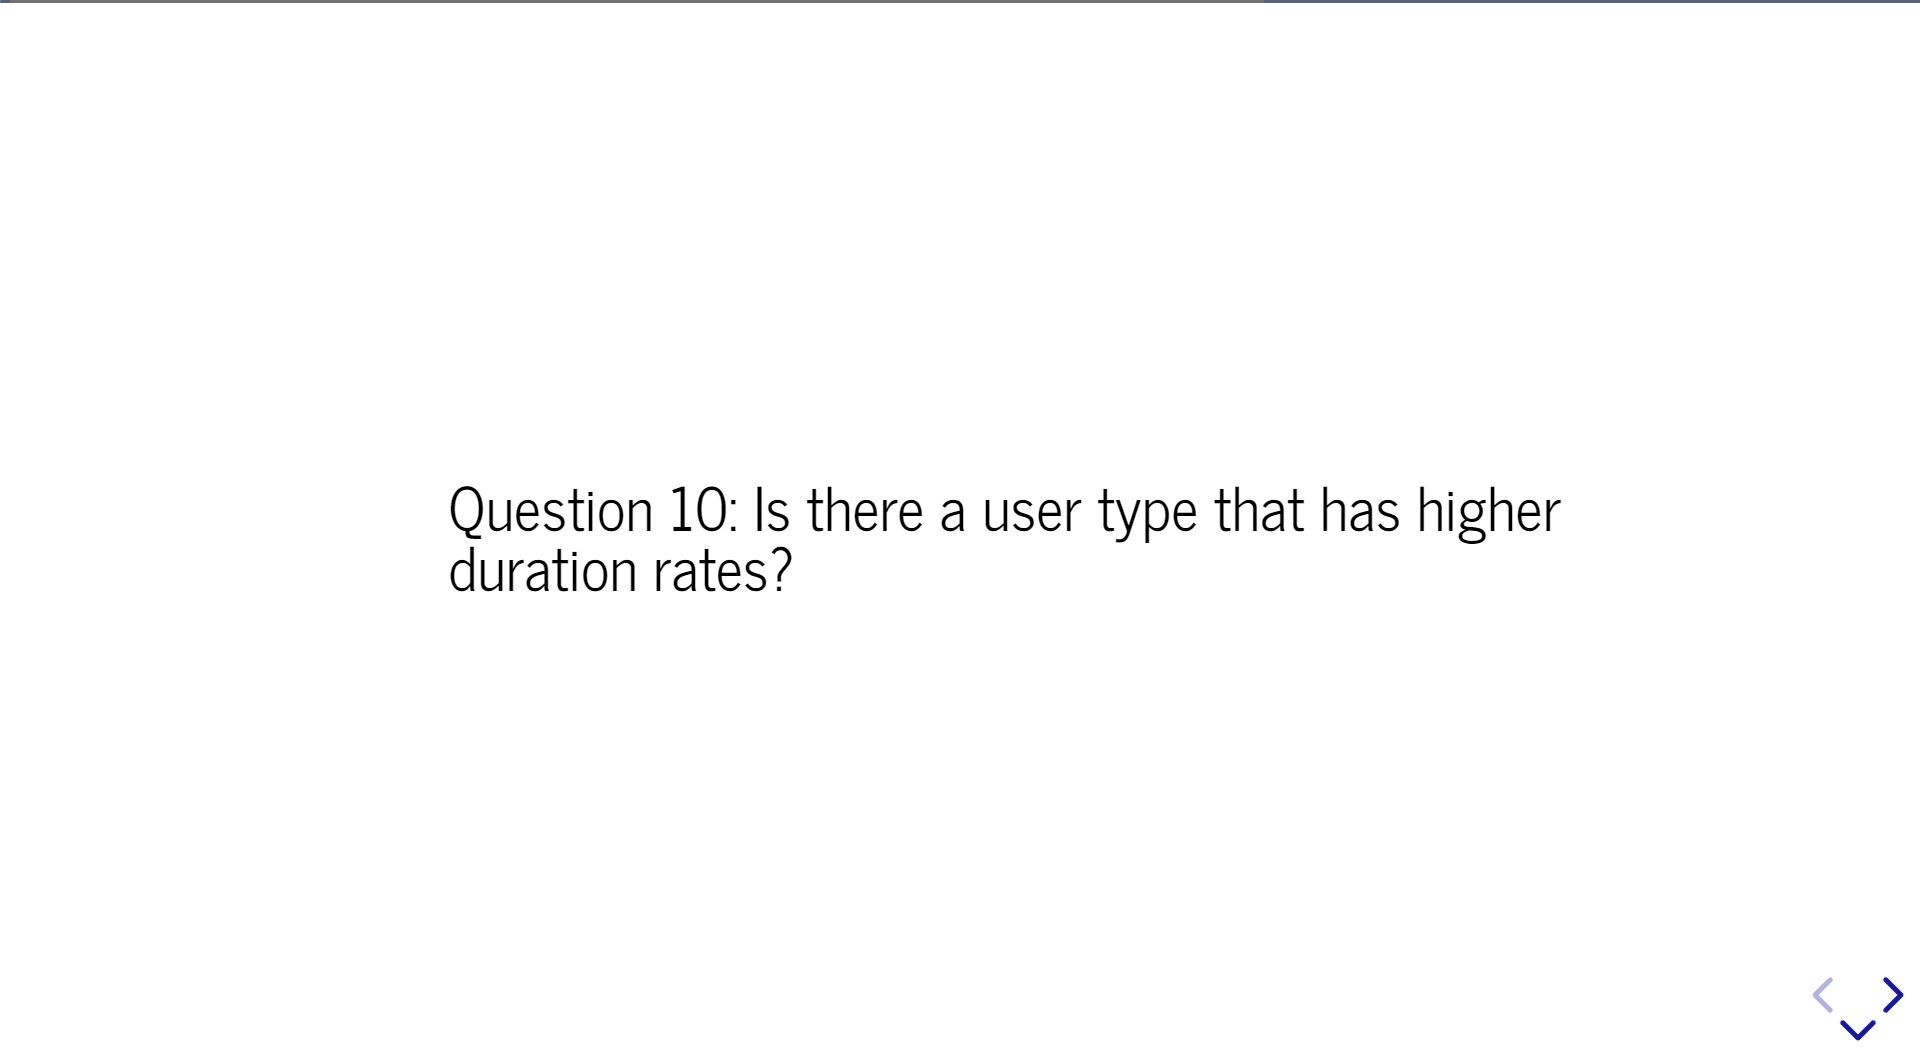 Question 10: Is there a user type that has higher
duration rates?